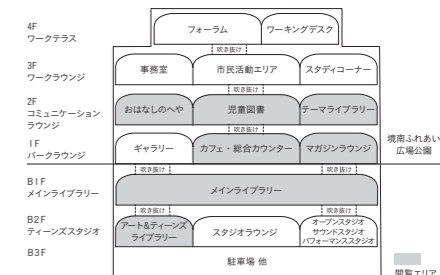 4F
ワークテラス
フォーラム
ワーキングデスク
吹き抜け
3F
ワークラウンジ
事務室
市民活動エリア
スタディコーナー
吹き抜け
2F
コミュニケーション
ラウンジ
おはなしのへや
児童図書
テーマライブラリー
吹き抜け
1F
パークラウンジ
ギャラリー
カフェ・総合カウンター
マガジンラウンジ
境南ふれあい
広場公園
吹き抜け
吹き抜け
B1F
メインライブラリー
メインライブラリー
吹き抜け
吹き抜け
B2F
ティーンズスタジオ
アート&ティーンズ
ライブラリー
スタジオラウンジ
オープンスタジオ
サウンドスタジオ
パフォーマンススタジオ
B3F
駐車場 他
閲覧エリア